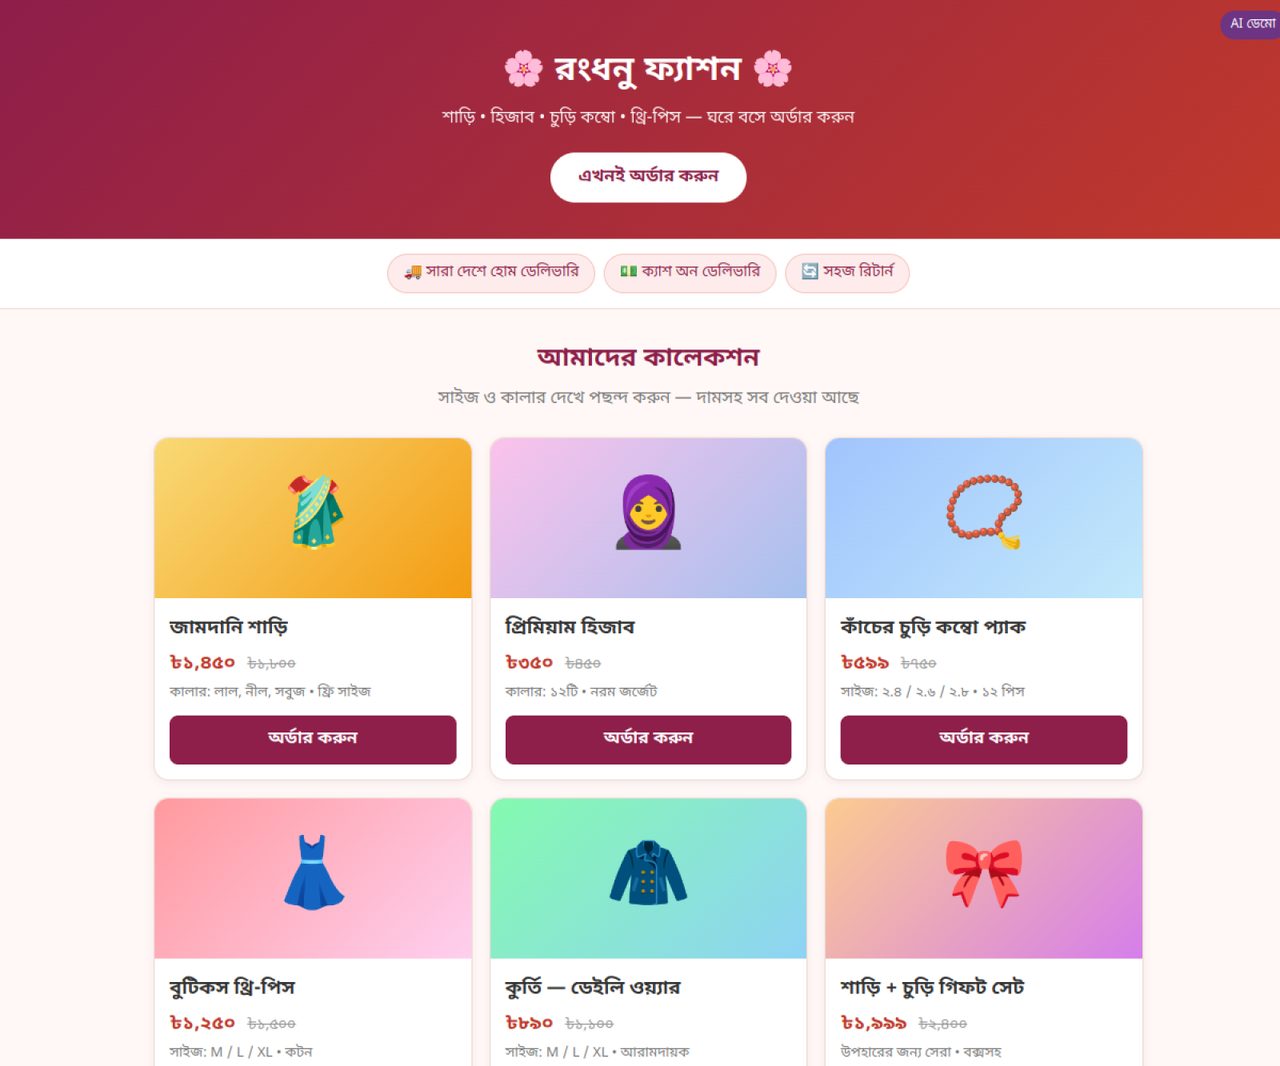 AI ডেমো
🌸 রংধনু ফ্যাশন 🌸
শাড়ি • হিজাব • চুড়ি কম্বো • থ্রি-পিস — ঘরে বসে অর্ডার করুন
এখনই অর্ডার করুন
🚚 সারা দেশে হোম ডেলিভারি 💵 ক্যাশ অন ডেলিভারি 🔄 সহজ রিটার্ন
আমাদের কালেকশন
সাইজ ও কালার দেখে পছন্দ করুন — দামসহ সব দেওয়া আছে
জামদানি শাড়ি
৳১,৪৫০ ৳১,৮০০
কালার: লাল, নীল, সবুজ • ফ্রি সাইজ
অর্ডার করুন
প্রিমিয়াম হিজাব
৳৩৫০ ৳৪৫০
কালার: ১২টি • নরম জর্জেট
অর্ডার করুন
কাঁচের চুড়ি কম্বো প্যাক
৳৫৯৯ ৳৭৫০
সাইজ: ২.৪ / ২.৬ / ২.৮ • ১২ পিস
অর্ডার করুন
বুটিকস থ্রি-পিস
৳১,২৫০ ৳১,৫০০
সাইজ: M / L / XL • কটন
কুর্তি — ডেইলি ওয়্যার
৳৮৯০ ৳১,১০০
সাইজ: M / L / XL • আরামদায়ক
শাড়ি + চুড়ি গিফট সেট
৳১,৯৯৯ ৳২,৪০০
উপহারের জন্য সেরা • বক্সসহ